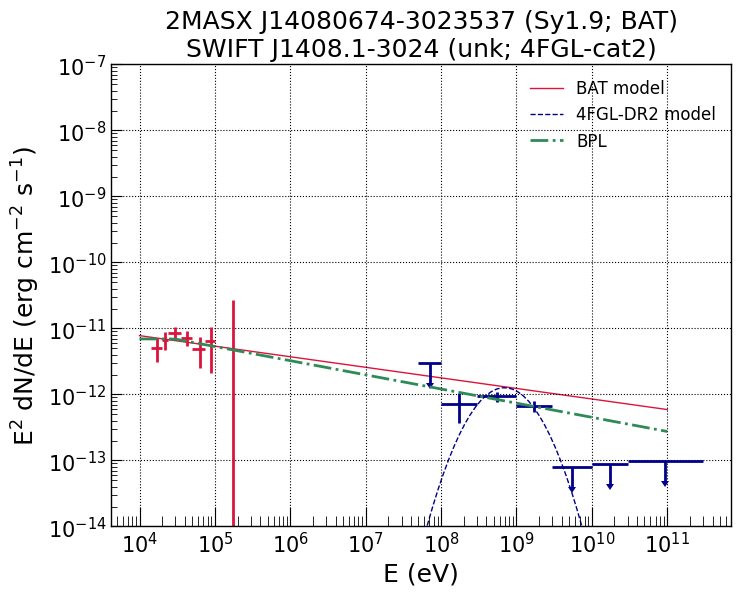 2MASX J14080674-3023537 (Sy1.9; BAT)
SWIFT J1408.1-3024 (unk; 4FGL-cat2)
BAT model
4FGL-DR2 model
BPL
E² dN/dE (erg cm⁻² s⁻¹)
10⁻⁷
10⁻⁸
10⁻⁹
10⁻¹⁰
10⁻¹¹
10⁻¹²
10⁻¹³
10⁻¹⁴
10⁴ 10⁵ 10⁶ 10⁷ 10⁸ 10⁹ 10¹⁰ 10¹¹
E (eV)